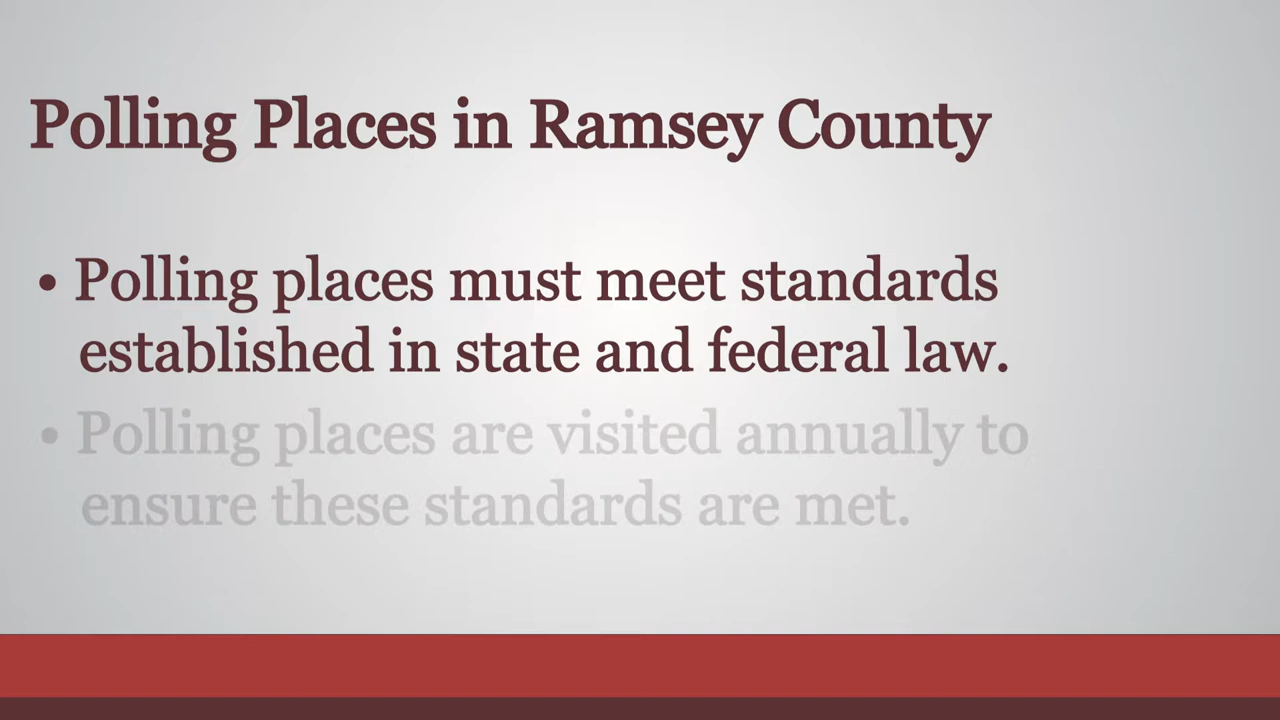 Polling Places in Ramsey County
• Polling places must meet standards
established in state and federal law.
• Polling places are visited annually to
ensure these standards are met.